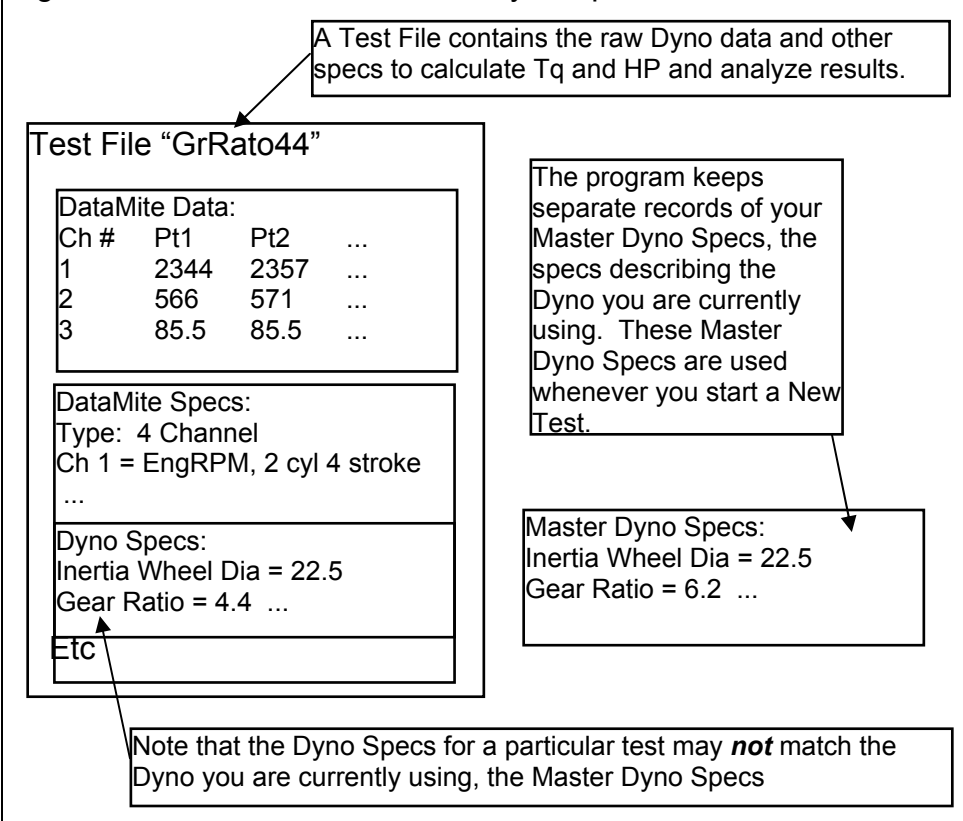 A Test File contains the raw Dyno data and other
specs to calculate Tq and HP and analyze results.
Test File “GrRato44”
DataMite Data:
Ch # Pt1 Pt2 ...
1 2344 2357 ...
2 566 571 ...
3 85.5 85.5 ...
DataMite Specs:
Type: 4 Channel
Ch 1 = EngRPM, 2 cyl 4 stroke
...
Dyno Specs:
Inertia Wheel Dia = 22.5
Gear Ratio = 4.4 ...
Etc
The program keeps
separate records of your
Master Dyno Specs, the
specs describing the
Dyno you are currently
using. These Master
Dyno Specs are used
whenever you start a New
Test.
Master Dyno Specs:
Inertia Wheel Dia = 22.5
Gear Ratio = 6.2 ...
Note that the Dyno Specs for a particular test may not match the
Dyno you are currently using, the Master Dyno Specs